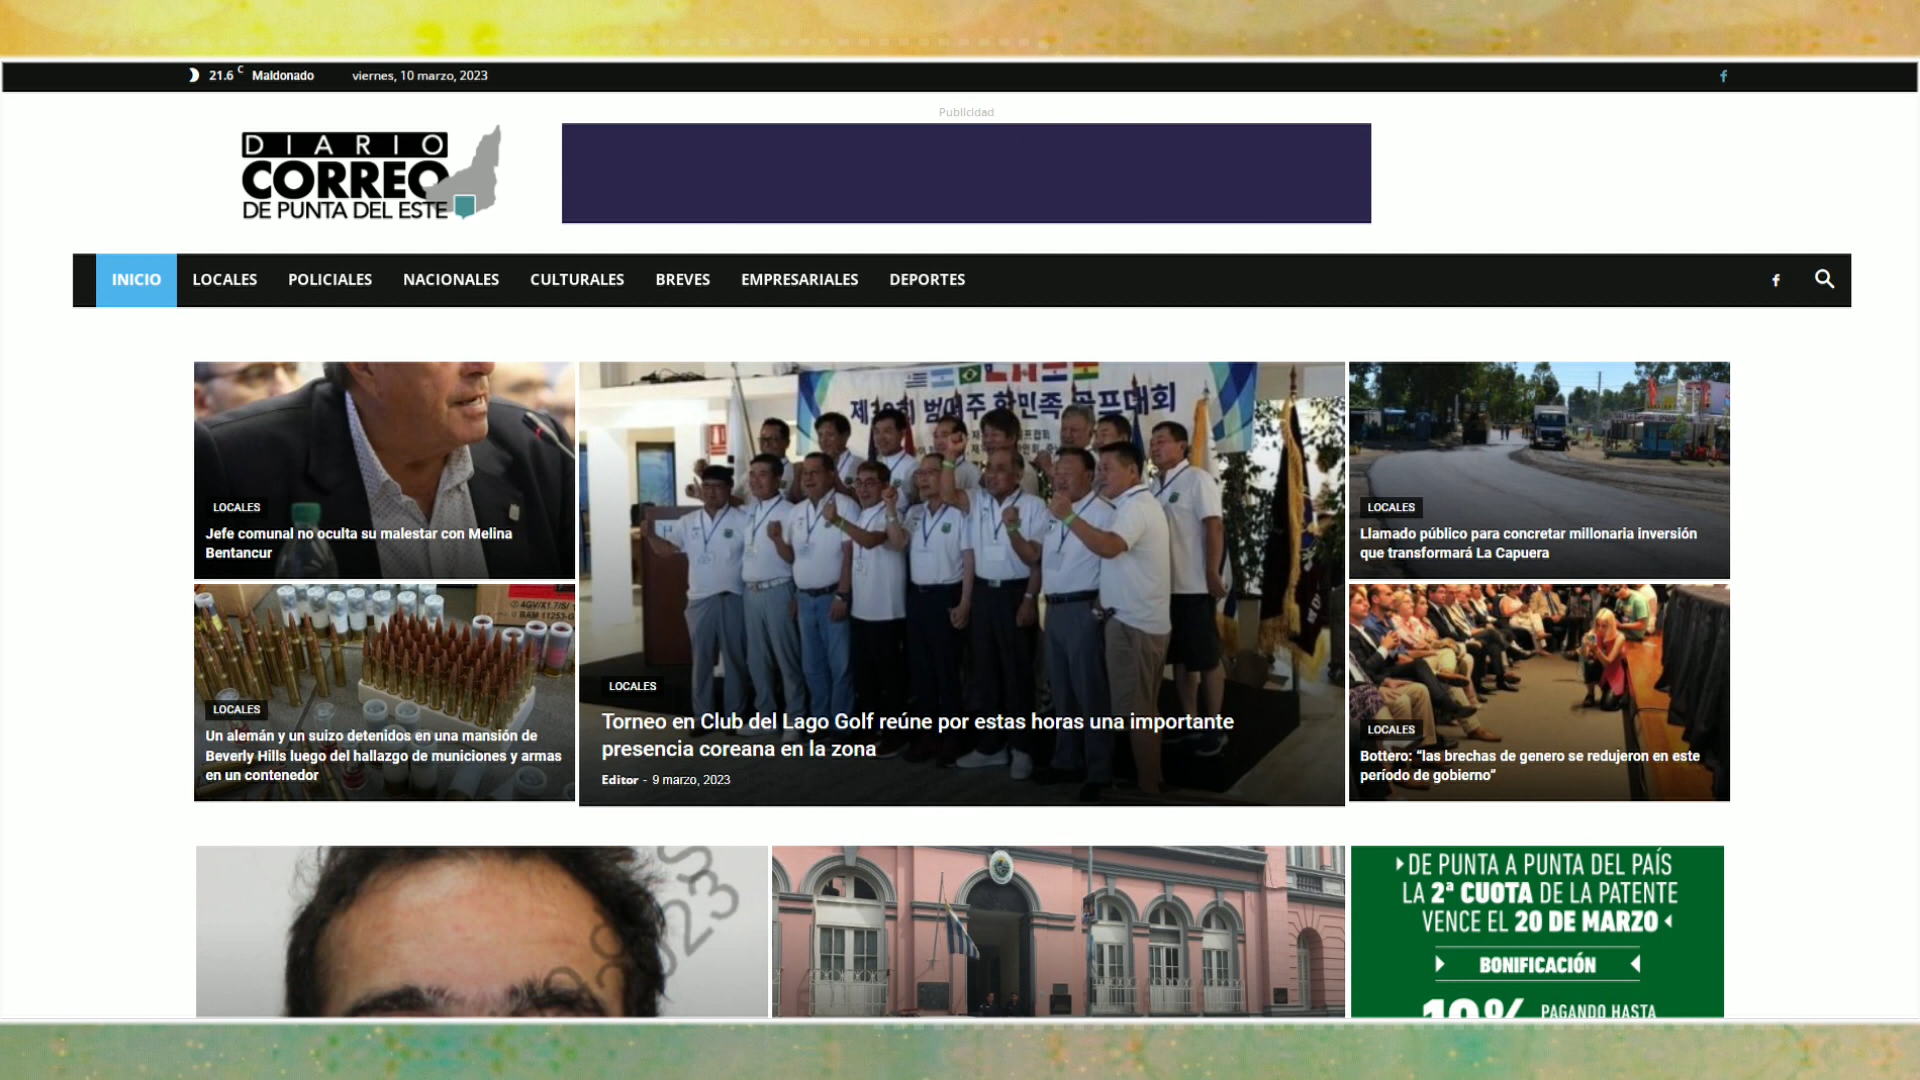 21.6 C Maldonado viernes, 10 marzo, 2023
Publicidad
DIARIO
CORREO
DE PUNTA DEL ESTE
INICIO LOCALES POLICIALES NACIONALES CULTURALES BREVES EMPRESARIALES DEPORTES
LOCALES
Jefe comunal no oculta su malestar con Melina
Bentancur
LOCALES
Un alemán y un suizo detenidos en una mansión de
Beverly Hills luego del hallazgo de municiones y armas
en un contenedor
LOCALES
Torneo en Club del Lago Golf reúne por estas horas una importante
presencia coreana en la zona
Editor - 9 marzo, 2023
LOCALES
Llamado público para concretar millonaria inversión
que transformará La Capuera
LOCALES
Bottero: “las brechas de genero se redujeron en este
período de gobierno”
DE PUNTA A PUNTA DEL PAÍS
LA 2ª CUOTA DE LA PATENTE
VENCE EL 20 DE MARZO
BONIFICACIÓN
10% PAGANDO HASTA